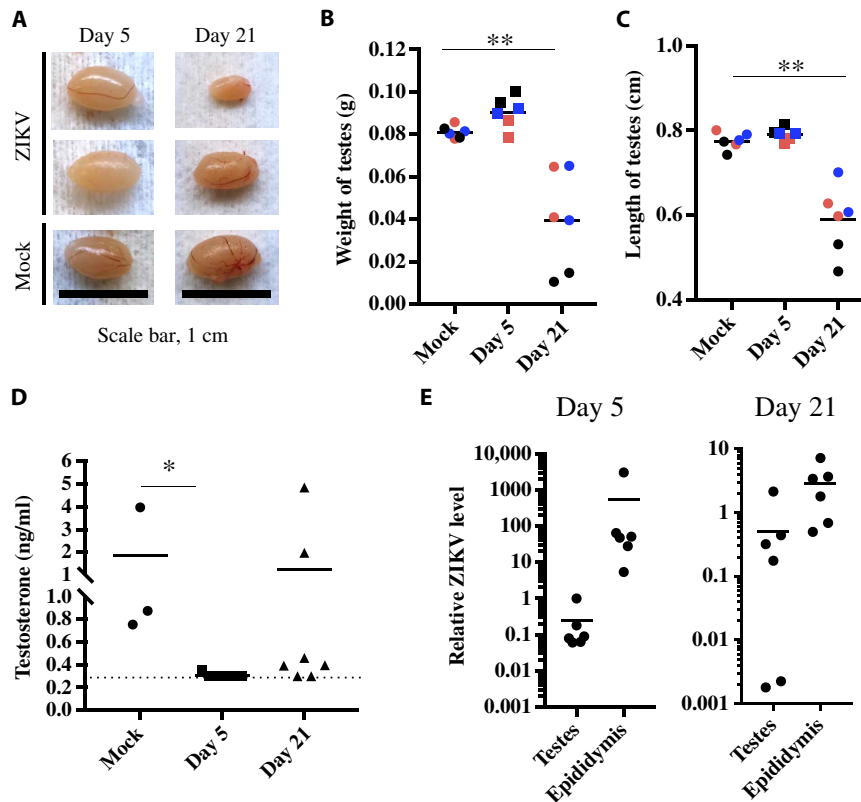 A
Day 5
Day 21
ZIKV
Mock
Scale bar, 1 cm
B
**
Weight of testes (g)
0.12
0.10
0.08
0.06
0.04
0.02
0.00
Mock
Day 5
Day 21
C
**
Length of testes (cm)
1.0
0.8
0.6
0.4
Mock
Day 5
Day 21
D
*
Testosterone (ng/ml)
6
5
4
3
2
1
1.0
0.8
0.6
0.4
0.2
0.0
Mock
Day 5
Day 21
E
Day 5
Relative ZIKV level
10,000
1000
100
10
1
0.1
0.01
0.001
Testes
Epididymis
Day 21
10
1
0.1
0.01
0.001
Testes
Epididymis